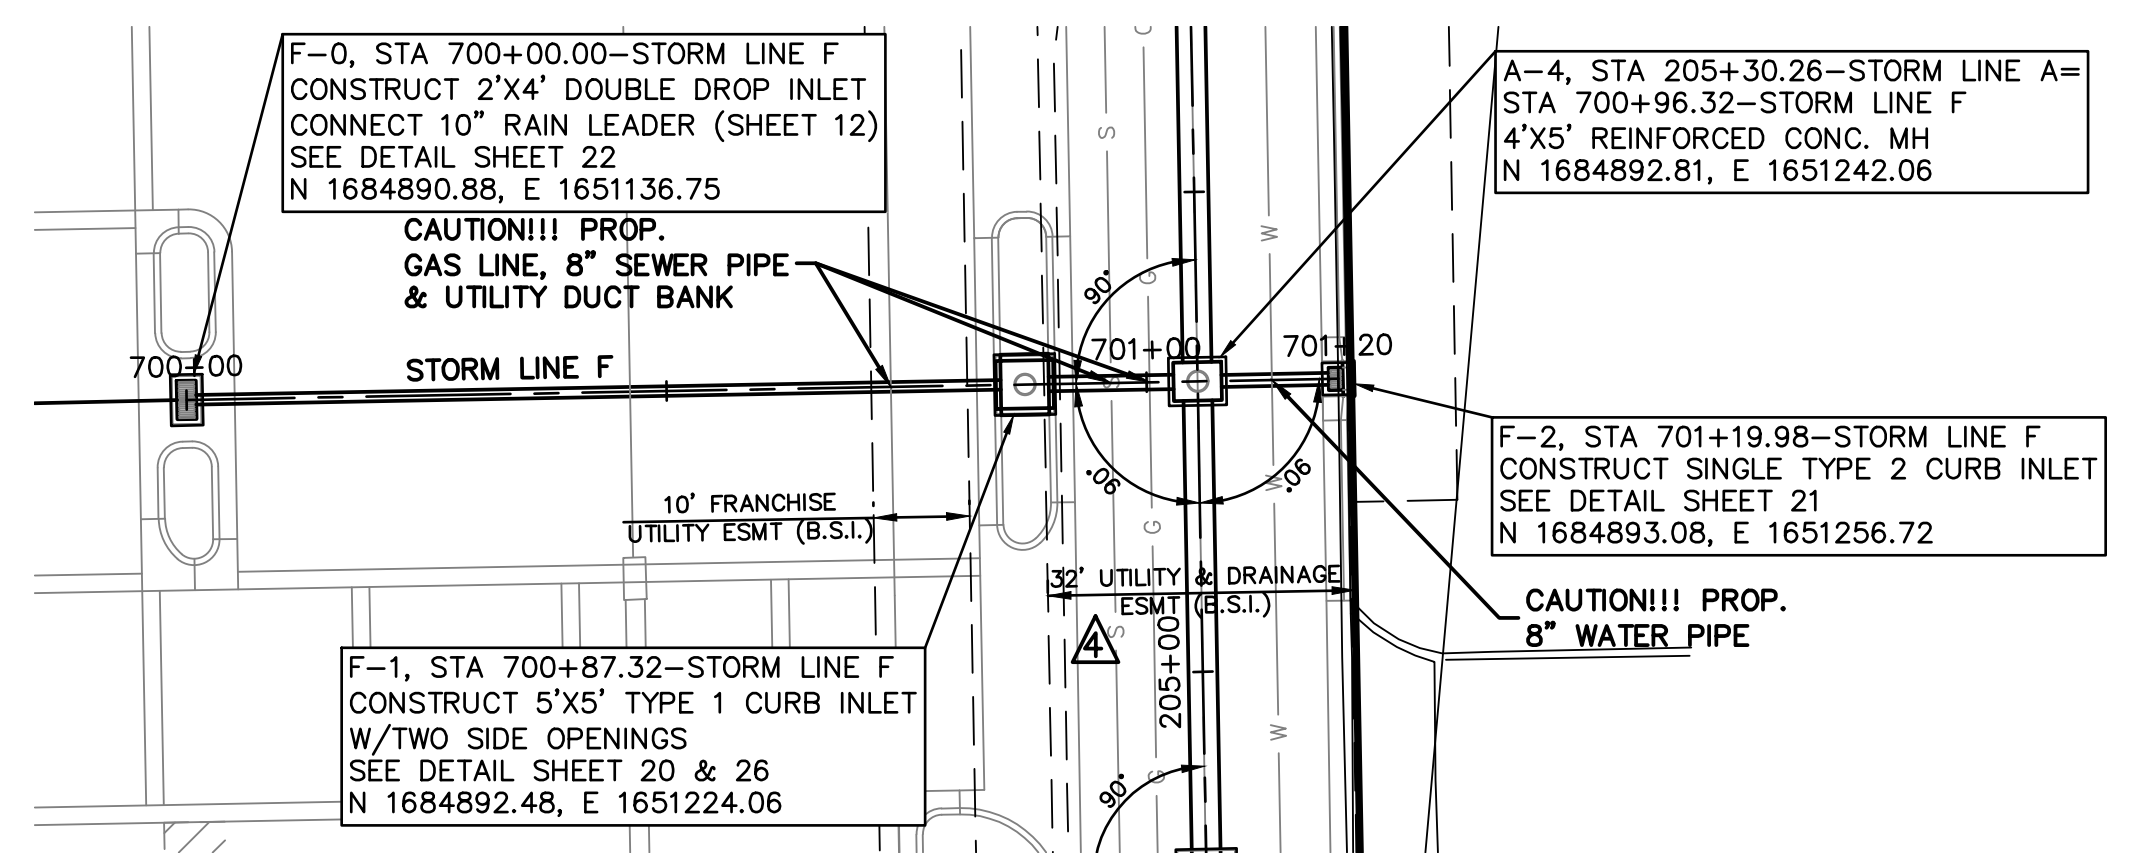 F-0, STA 700+00.00-STORM LINE F
CONSTRUCT 2'X4' DOUBLE DROP INLET
CONNECT 10" RAIN LEADER (SHEET 12)
SEE DETAIL SHEET 22
N 1684890.88, E 1651136.75
A-4, STA 205+30.26-STORM LINE A=
STA 700+96.32-STORM LINE F
4'X5' REINFORCED CONC. MH
N 1684892.81, E 1651242.06
CAUTION!!! PROP.
GAS LINE, 8" SEWER PIPE
& UTILITY DUCT BANK
G
S
W
G
90°
700+00
STORM LINE F
701+00
701+20
S
F-2, STA 701+19.98-STORM LINE F
CONSTRUCT SINGLE TYPE 2 CURB INLET
SEE DETAIL SHEET 21
N 1684893.08, E 1651256.72
90°
90°
W
10' FRANCHISE
UTILITY ESMT (B.S.I.)
G
32' UTILITY & DRAINAGE
ESMT (B.S.I.)
CAUTION!!! PROP.
8" WATER PIPE
4
S
205+00
W
F-1, STA 700+87.32-STORM LINE F
CONSTRUCT 5'X5' TYPE 1 CURB INLET
W/TWO SIDE OPENINGS
SEE DETAIL SHEET 20 & 26
N 1684892.48, E 1651224.06
90°
G